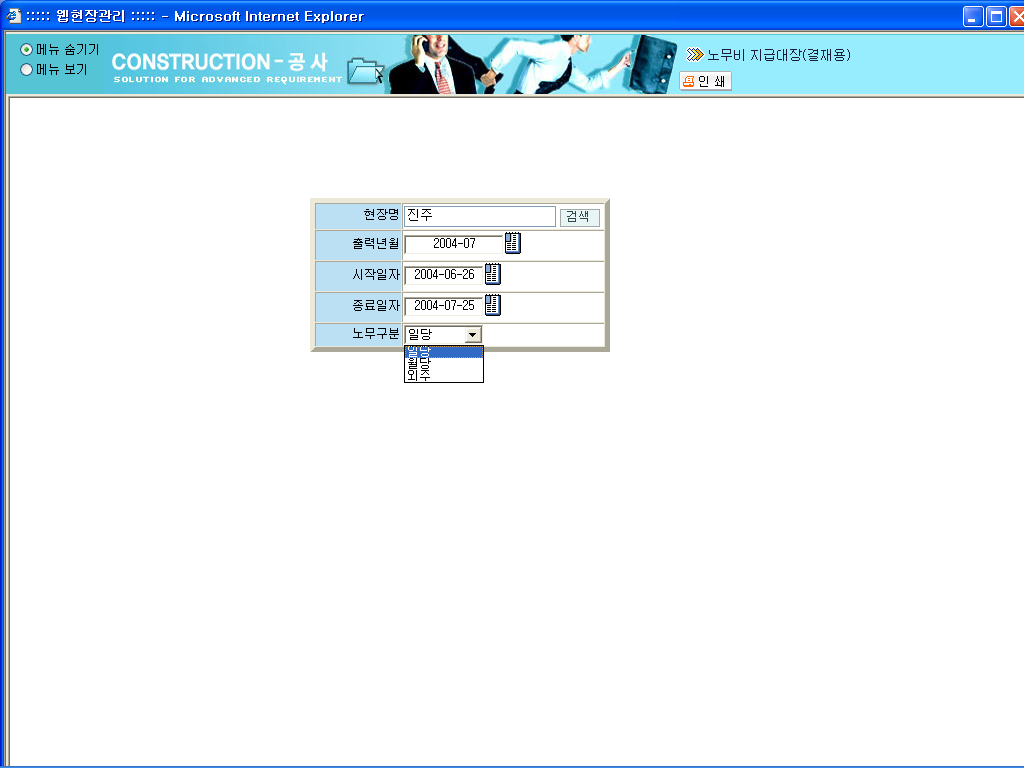 ::::: 웹현장관리 ::::: - Microsoft Internet Explorer
메뉴 숨기기
메뉴 보기
CONSTRUCTION - 공사
SOLUTION FOR ADVANCED REQUIREMENT
노무비 지급대장(결재용)
인 쇄
현장명 진주 검색
출력년월 2004-07
시작일자 2004-06-26
종료일자 2004-07-25
노무구분 일당
일당
월당
외주